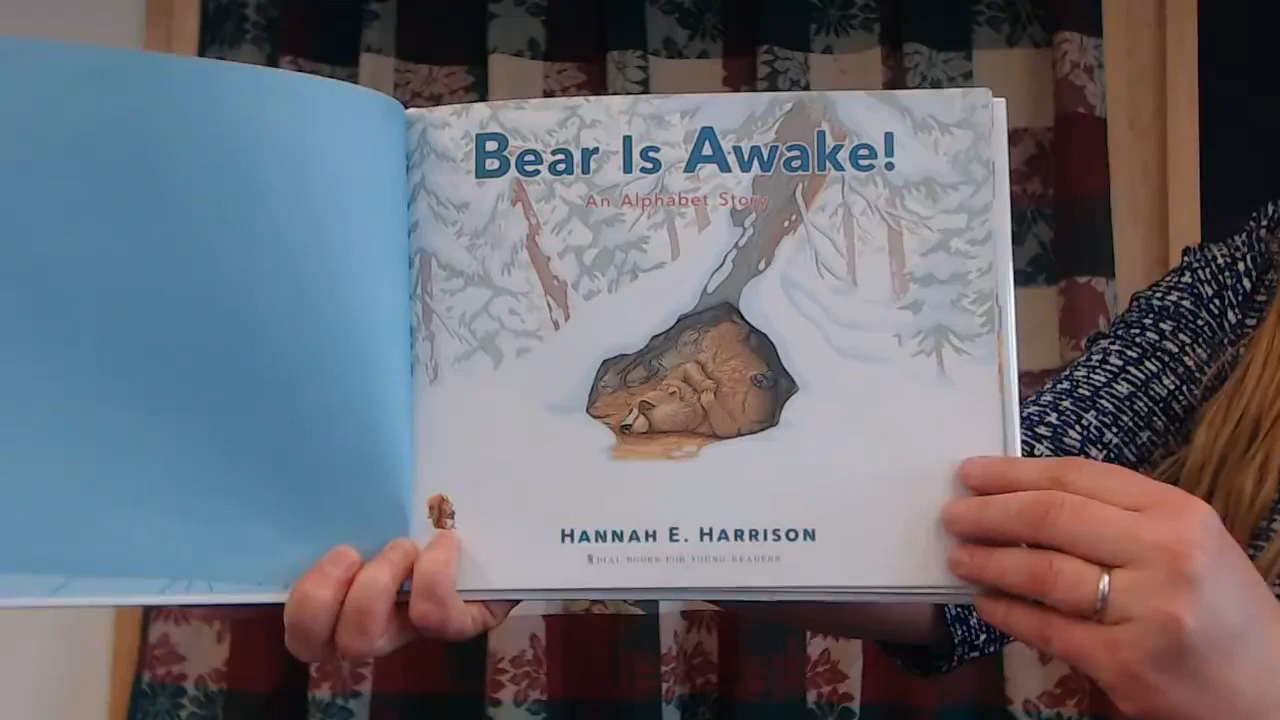 Bear Is Awake!
An Alphabet Story
HANNAH E. HARRISON
DIAL BOOKS FOR YOUNG READERS